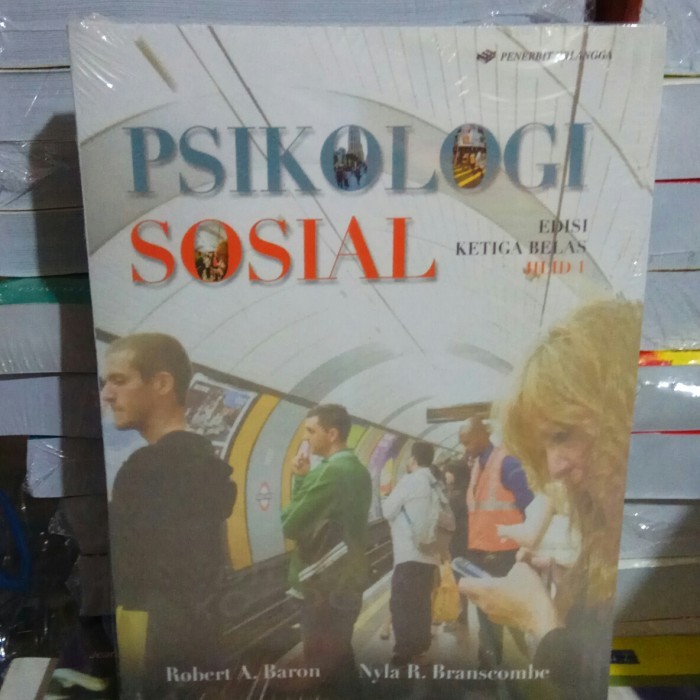 PENERBIT ERLANGGA
PSIKOLOGI
SOSIAL
EDISI
KETIGA BELAS
JILID 1
Robert A. Baron Nyla R. Branscombe